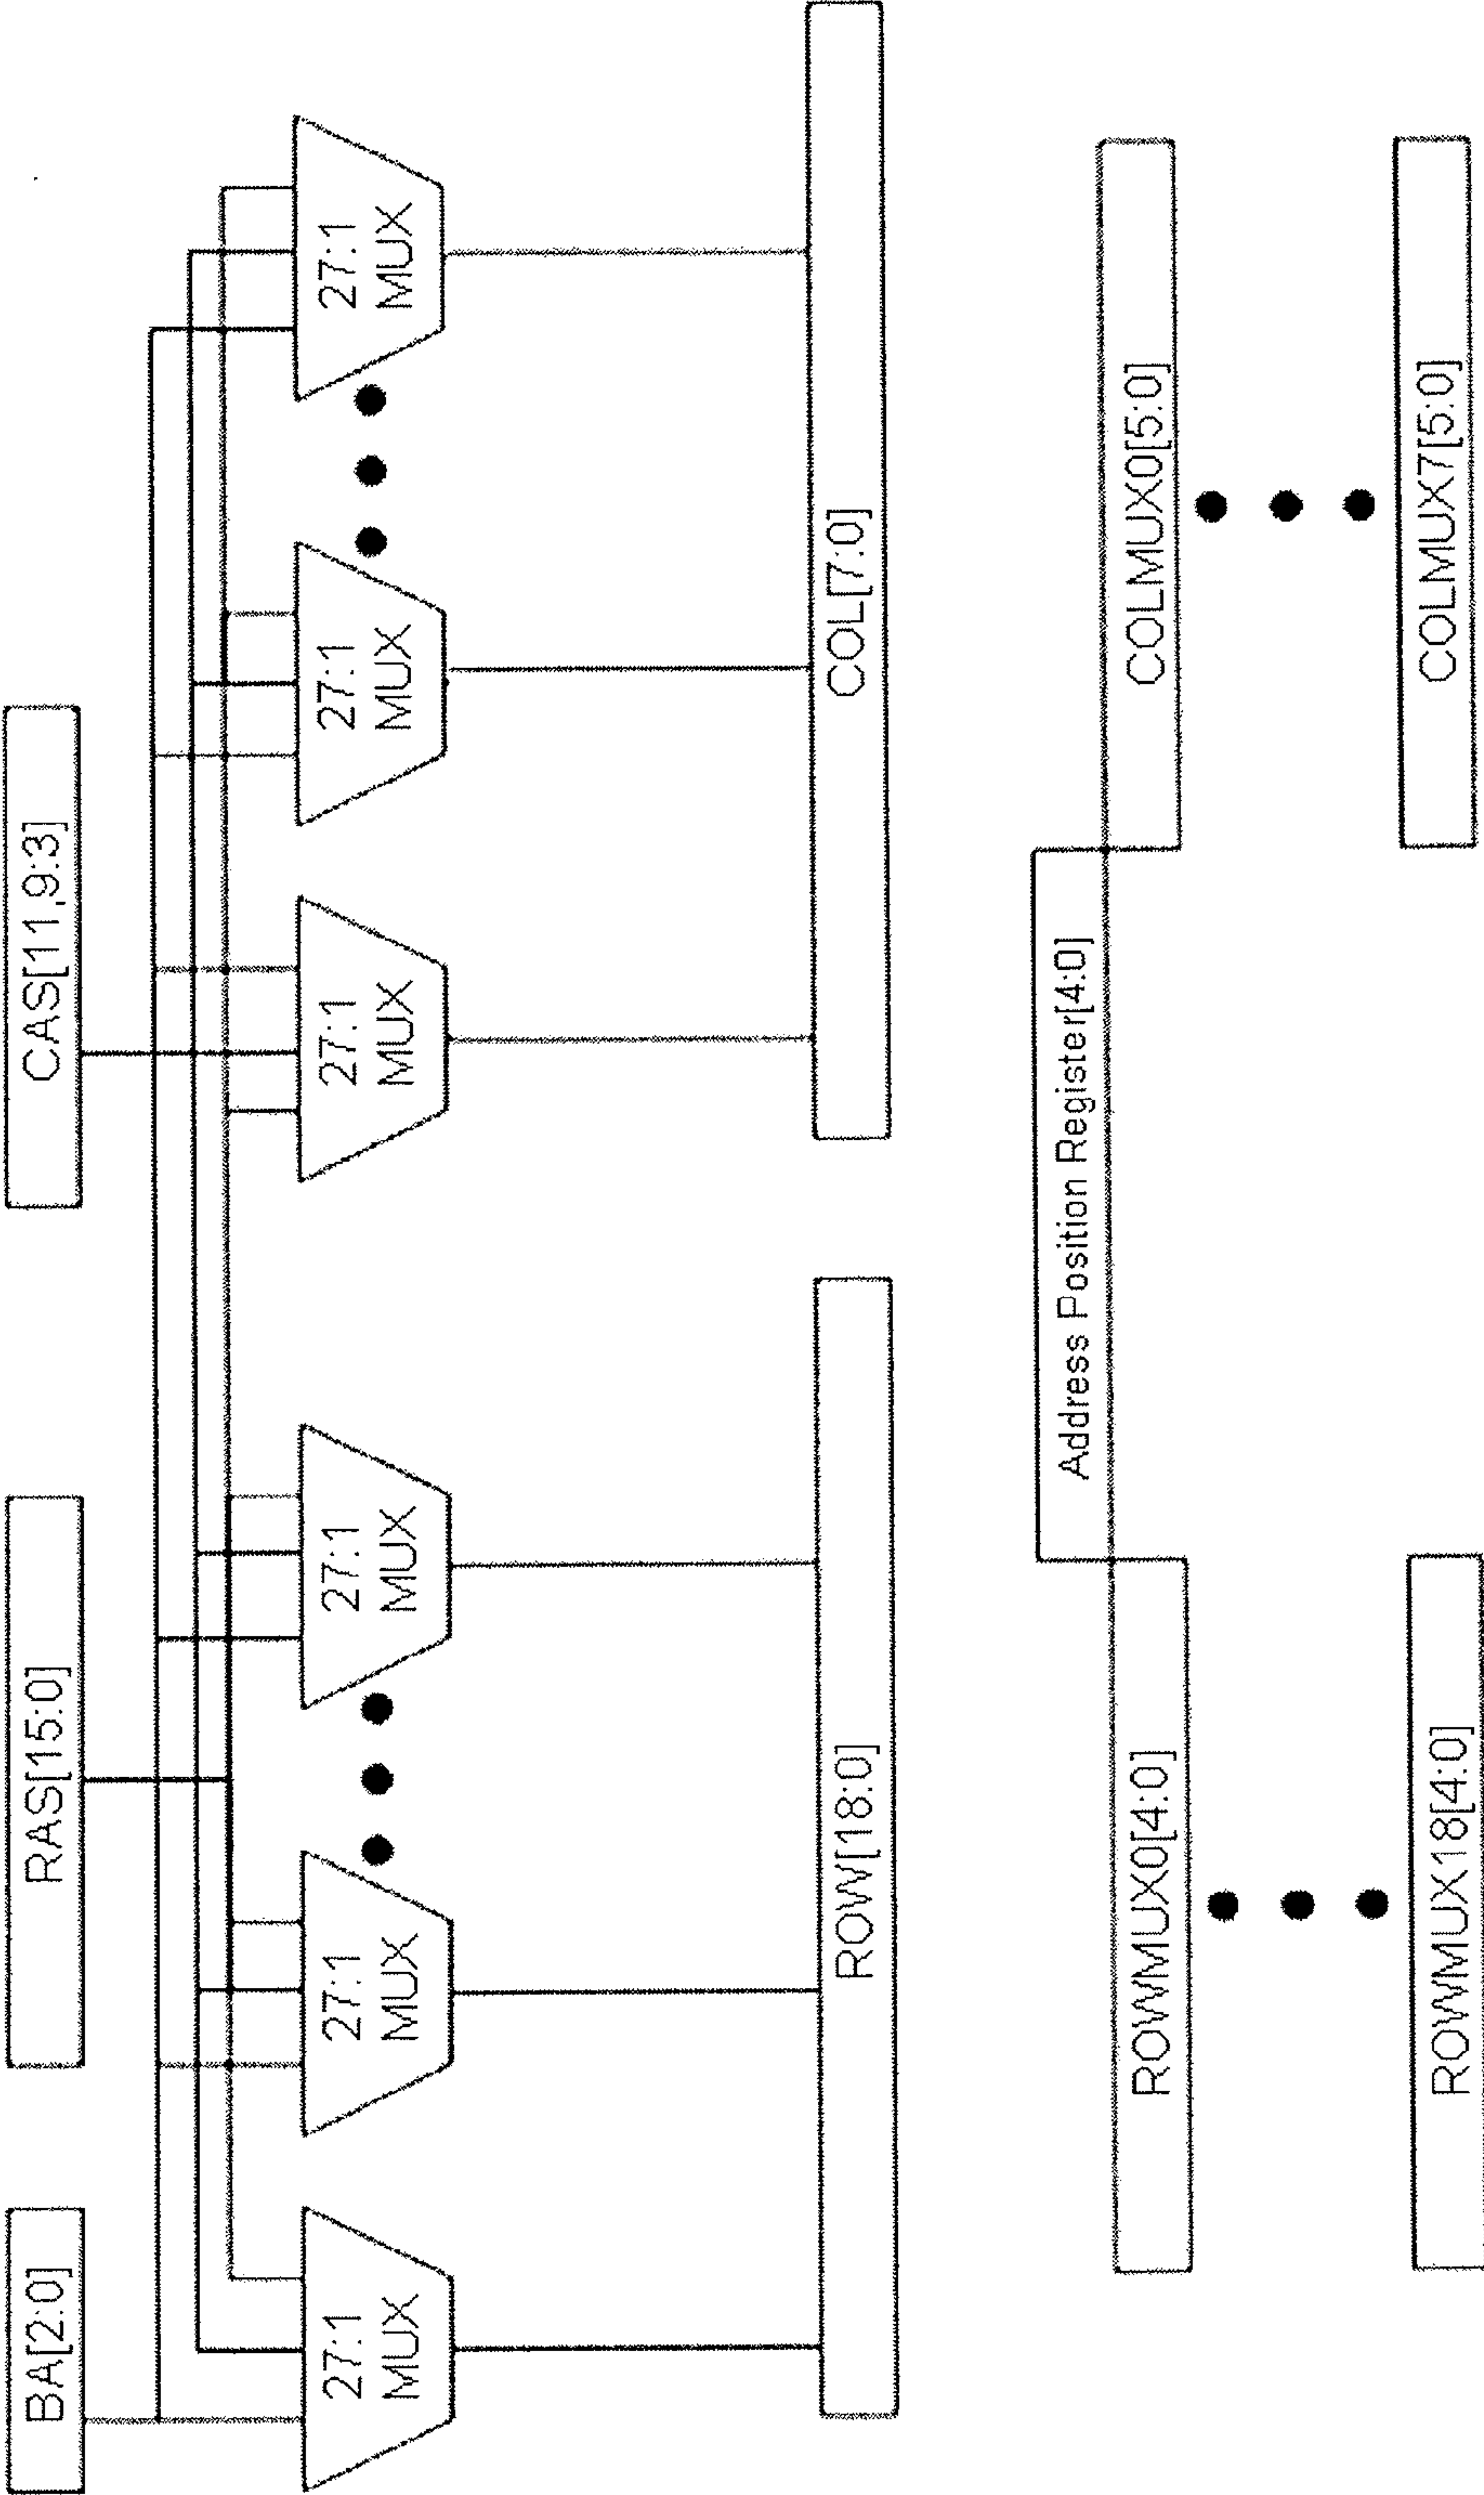 BA[2:0]
RAS[15:0]
CAS[11,9:3]
27:1
MUX
27:1
MUX
27:1
MUX
27:1
MUX
27:1
MUX
27:1
MUX
ROW[18:0]
COL[7:0]
Address Position Register[4:0]
ROWMUX0[4:0]
COLMUX0[5:0]
ROWMUX18[4:0]
COLMUX7[5:0]